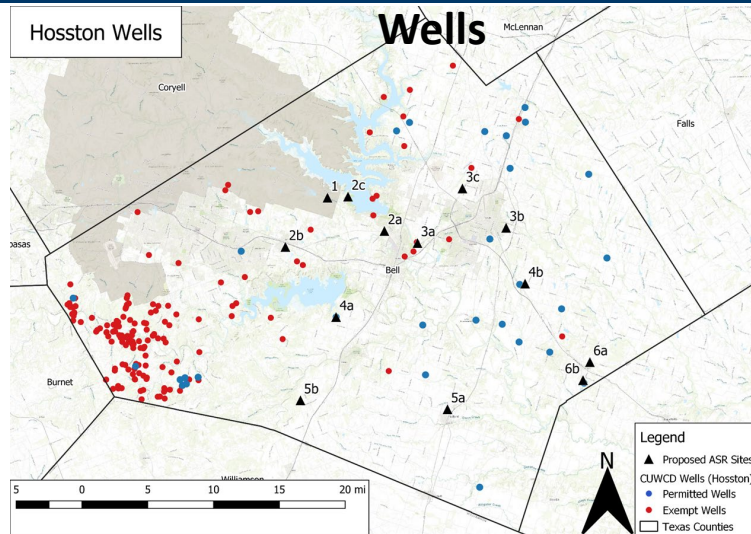 Hosston Wells
Wells
McLennan
Coryell
Falls
1
2c
3c
2a
3b
2b
3a
Bell
4b
4a
6a
6b
5b
5a
Burnet
5
0
5
10
15
20 mi
N
Legend
Proposed ASR Sites
CUWCD Wells (Hosston)
Permitted Wells
Exempt Wells
Texas Counties